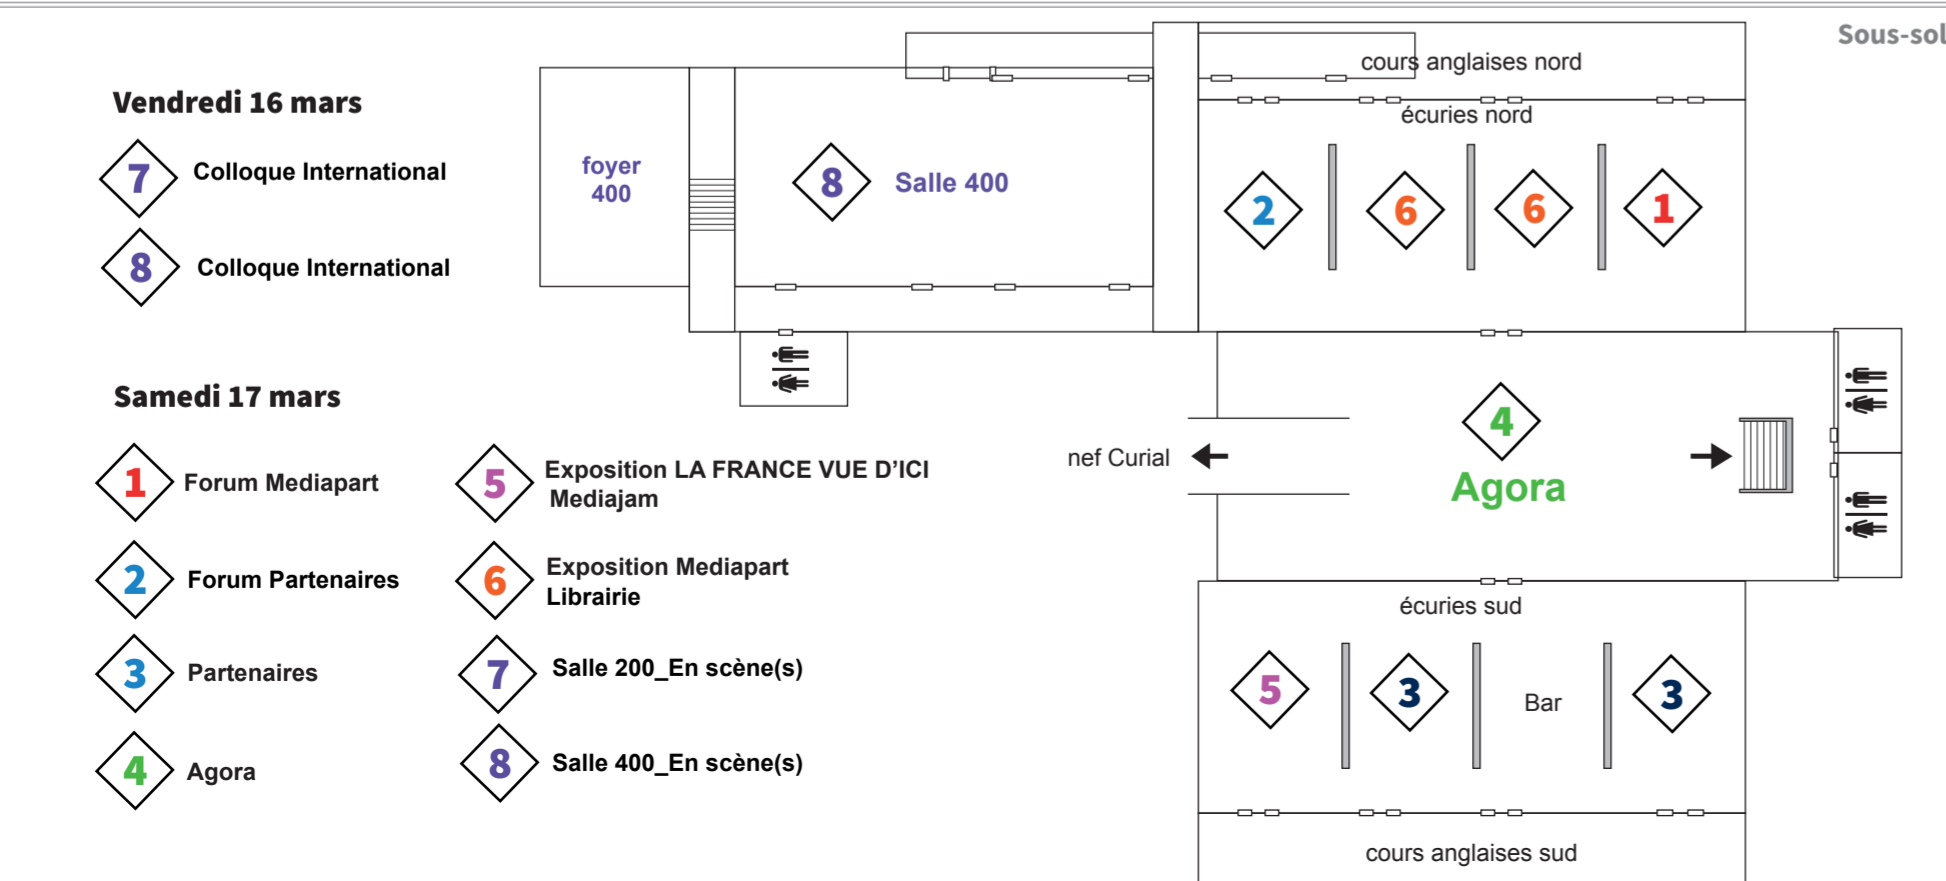 Sous-sol
Vendredi 16 mars
7 Colloque International
8 Colloque International
Samedi 17 mars
1 Forum Mediapart
2 Forum Partenaires
3 Partenaires
4 Agora
5 Exposition LA FRANCE VUE D'ICI
Mediajam
6 Exposition Mediapart
Librairie
7 Salle 200_En scène(s)
8 Salle 400_En scène(s)
foyer
400
8 Salle 400
cours anglaises nord
écuries nord
2 6 6 1
nef Curial
4
Agora
écuries sud
5 3 Bar 3
cours anglaises sud